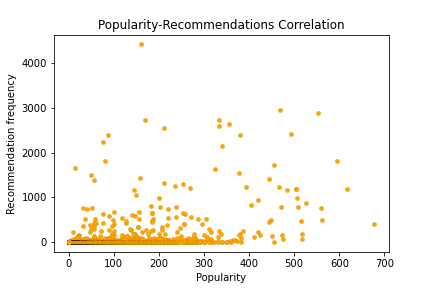 Popularity-Recommendations Correlation
Recommendation frequency
4000
3000
2000
1000
0
0 100 200 300 400 500 600 700
Popularity